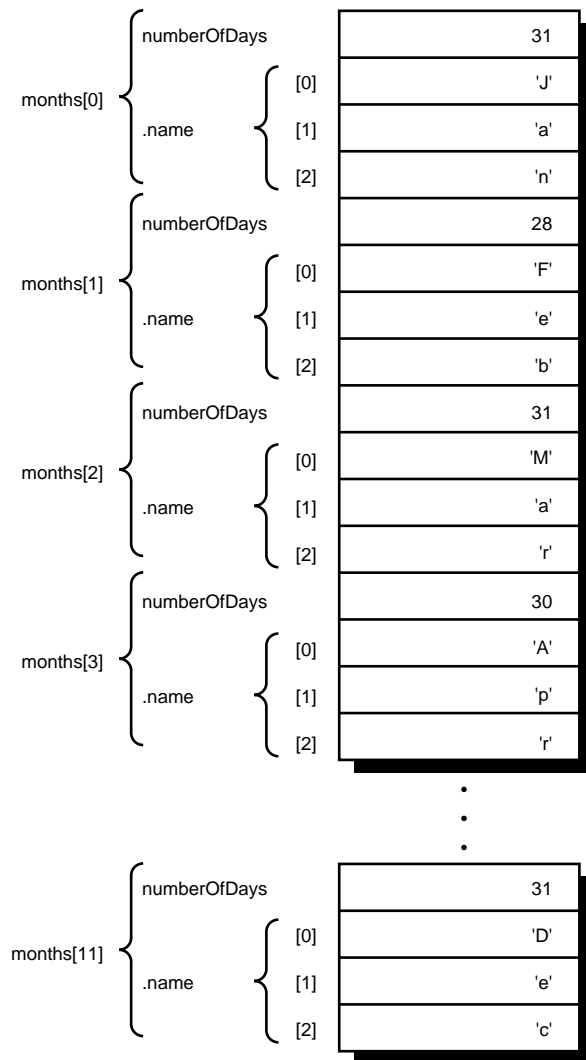 numberOfDays 31
[0] 'J'
months[0]
.name [1] 'a'
[2] 'n'
numberOfDays 28
[0] 'F'
months[1]
.name [1] 'e'
[2] 'b'
numberOfDays 31
[0] 'M'
months[2]
.name [1] 'a'
[2] 'r'
numberOfDays 30
[0] 'A'
months[3]
.name [1] 'p'
[2] 'r'
numberOfDays 31
[0] 'D'
months[11]
.name [1] 'e'
[2] 'c'